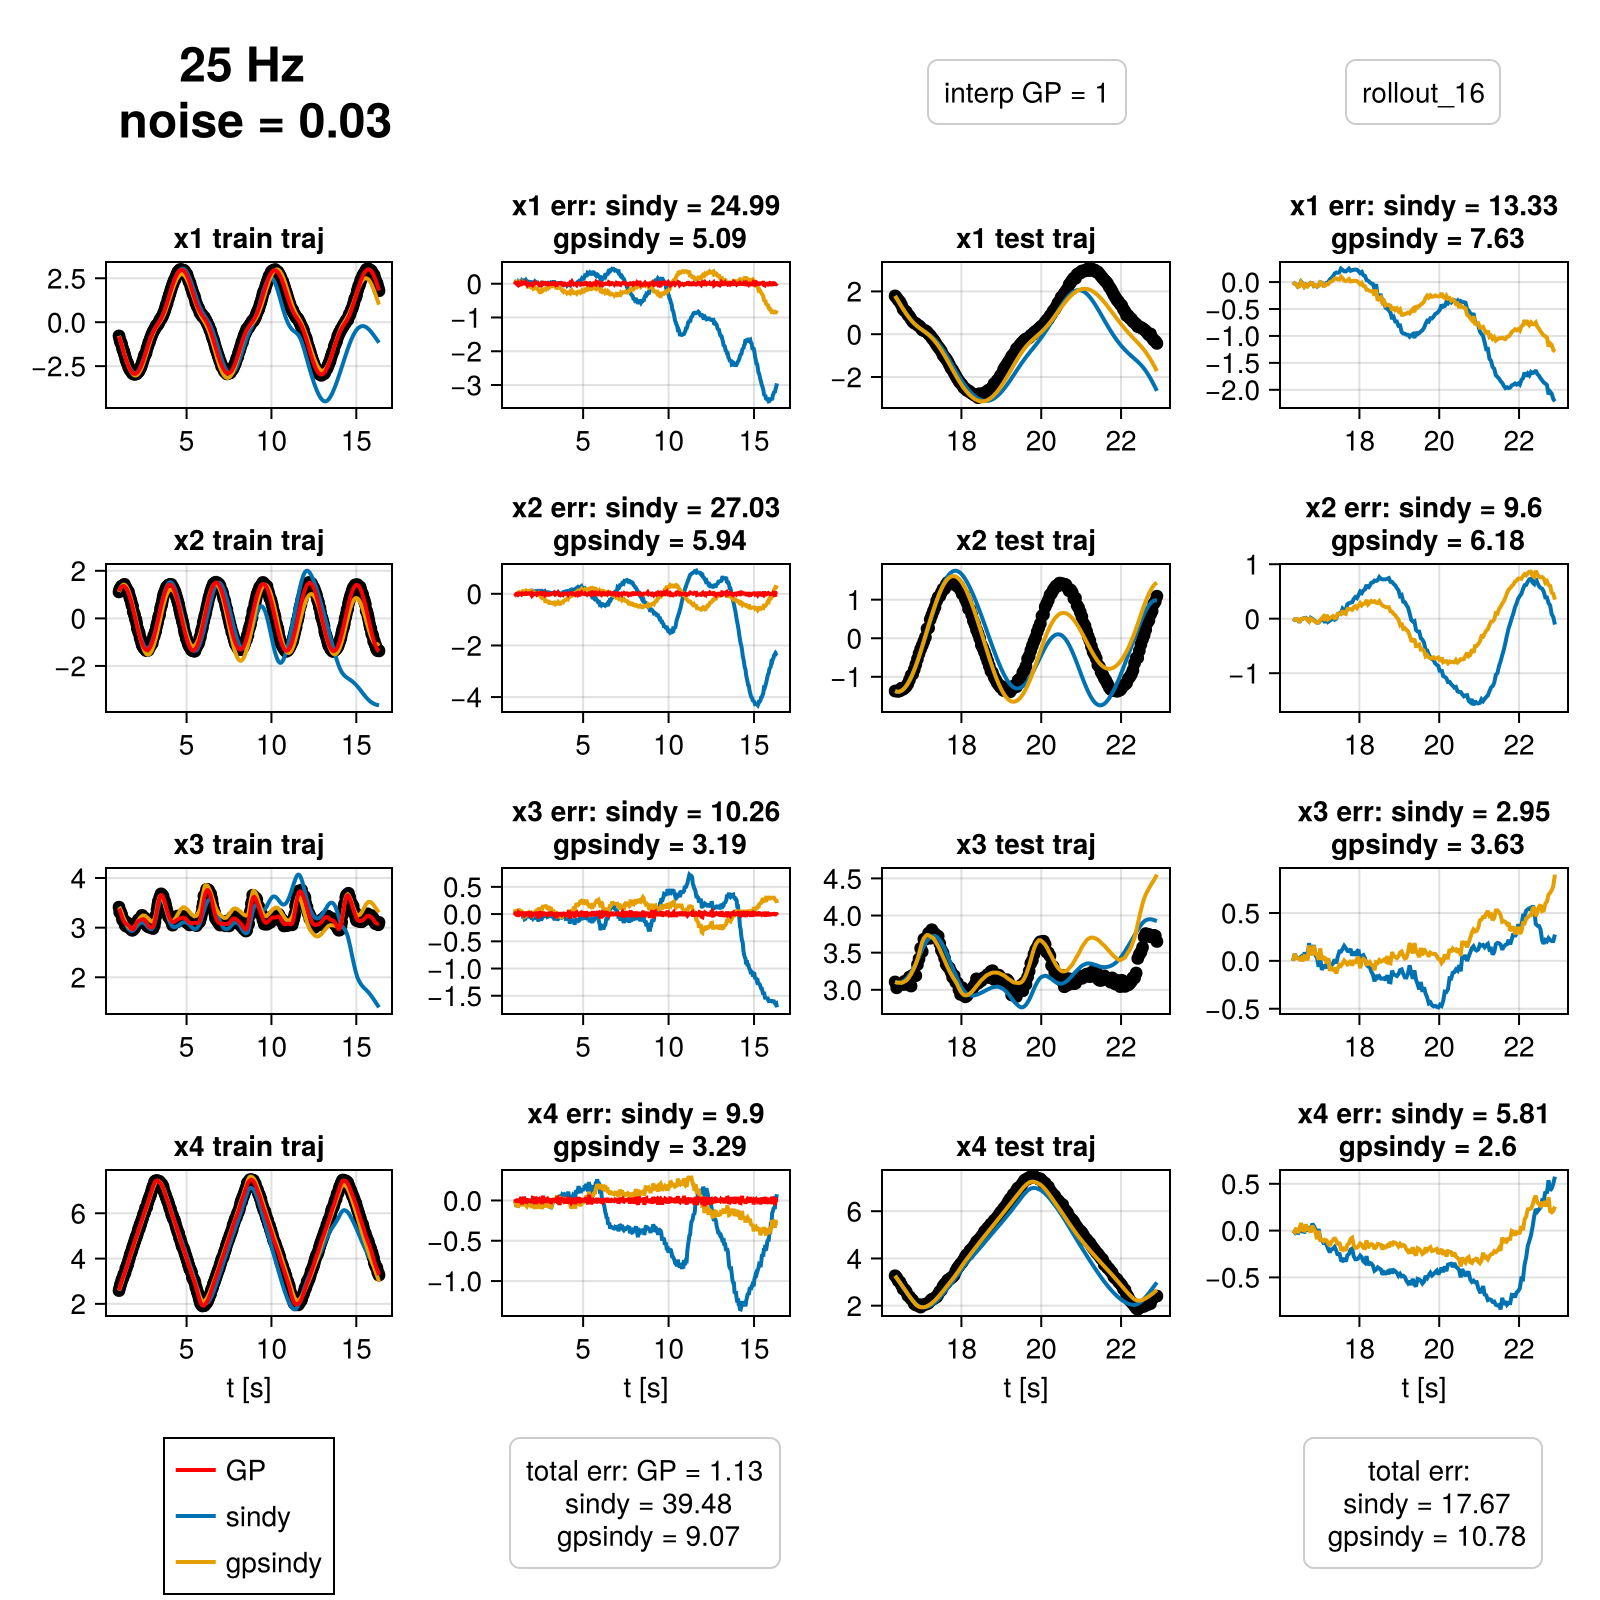 25 Hz
noise = 0.03
interp GP = 1
rollout_16
x1 train traj
2.5
0.0
−2.5
5
10
15
x1 err: sindy = 24.99
gpsindy = 5.09
0
−1
−2
−3
5
10
15
x1 test traj
2
0
−2
18
20
22
x1 err: sindy = 13.33
gpsindy = 7.63
0.0
−0.5
−1.0
−1.5
−2.0
18
20
22
x2 train traj
2
0
−2
5
10
15
x2 err: sindy = 27.03
gpsindy = 5.94
0
−2
−4
5
10
15
x2 test traj
1
0
−1
18
20
22
x2 err: sindy = 9.6
gpsindy = 6.18
1
0
−1
18
20
22
x3 train traj
4
3
2
5
10
15
x3 err: sindy = 10.26
gpsindy = 3.19
0.5
0.0
−0.5
−1.0
−1.5
5
10
15
x3 test traj
4.5
4.0
3.5
3.0
18
20
22
x3 err: sindy = 2.95
gpsindy = 3.63
0.5
0.0
−0.5
18
20
22
x4 train traj
6
4
2
5
10
15
t [s]
x4 err: sindy = 9.9
gpsindy = 3.29
0.0
−0.5
−1.0
5
10
15
t [s]
x4 test traj
6
4
2
18
20
22
t [s]
x4 err: sindy = 5.81
gpsindy = 2.6
0.5
0.0
−0.5
18
20
22
t [s]
GP
sindy
gpsindy
total err: GP = 1.13
sindy = 39.48
gpsindy = 9.07
total err:
sindy = 17.67
gpsindy = 10.78